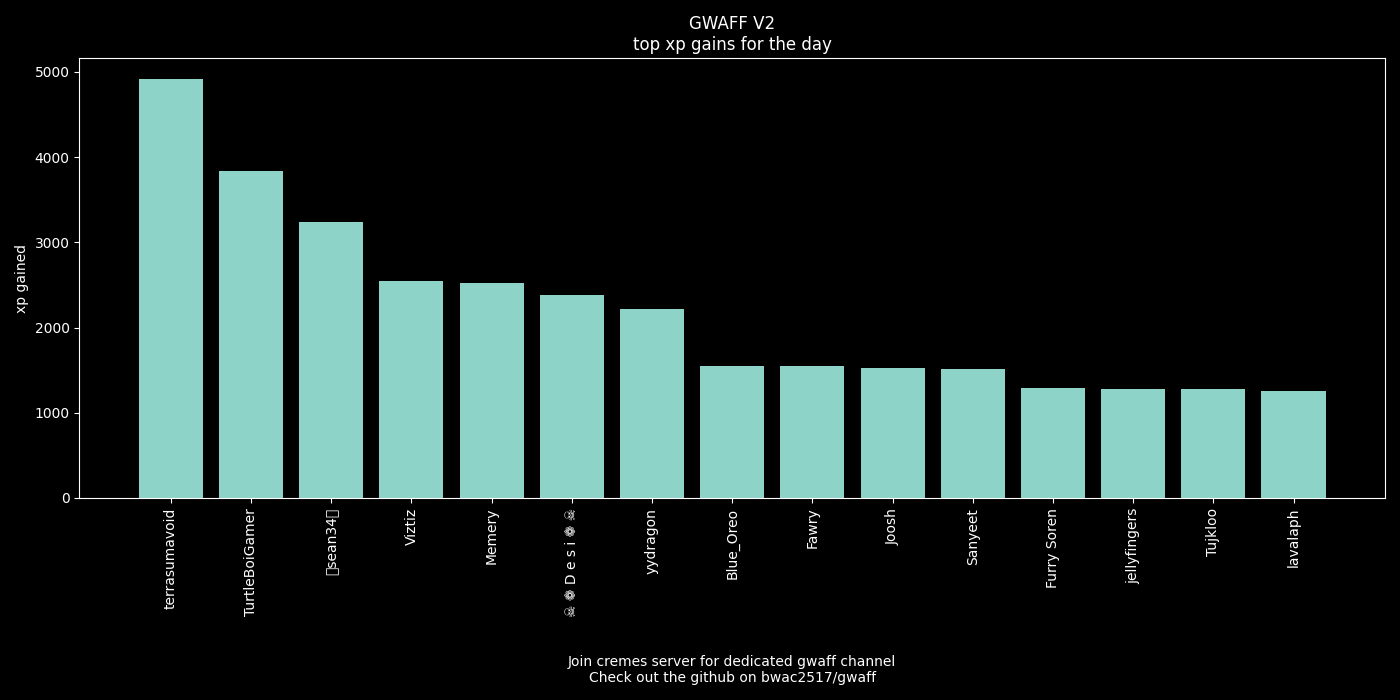 GWAFF V2
top xp gains for the day
xp gained
5000
4000
3000
2000
1000
0
terrasumavoid
TurtleBoiGamer
▯sean34▯
Viztiz
Memery
☠ ❁ D e s i ❁ ☠
yydragon
Blue_Oreo
Fawry
Joosh
Sanyeet
Furry Soren
jellyfingers
Tujkloo
lavalaph
Join cremes server for dedicated gwaff channel
Check out the github on bwac2517/gwaff